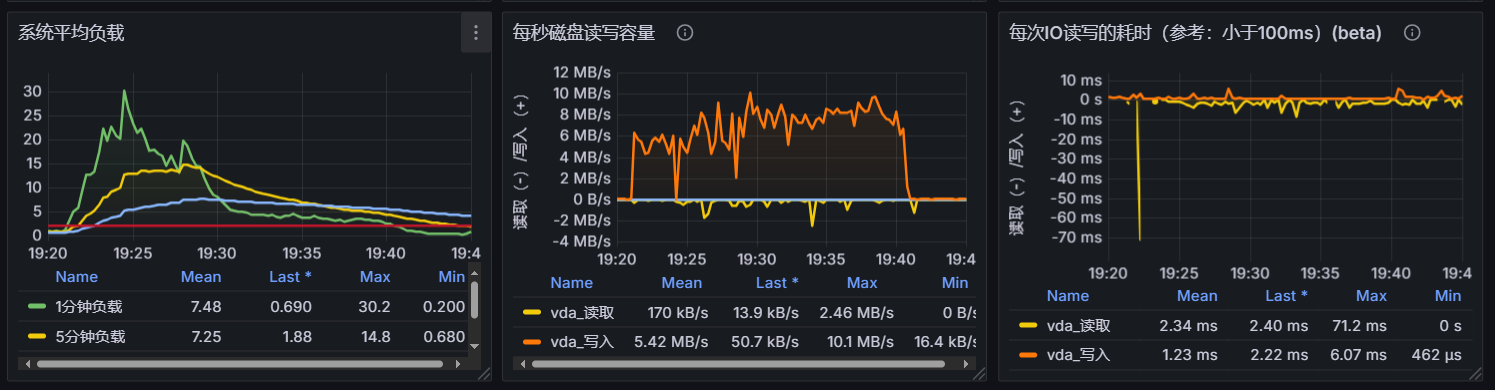 系统平均负载
30
25
20
15
10
5
0
19:20 19:25 19:30 19:35 19:40 19:4
Name Mean Last * Max Min
1分钟负载 7.48 0.690 30.2 0.200
5分钟负载 7.25 1.88 14.8 0.680
每秒磁盘读写容量
读取（-）/写入（+）
12 MB/s
10 MB/s
8 MB/s
6 MB/s
4 MB/s
2 MB/s
0 B/s
-2 MB/s
-4 MB/s
19:20 19:25 19:30 19:35 19:40 19:4
Name Mean Last * Max Min
vda_读取 170 kB/s 13.9 kB/s 2.46 MB/s 0 B/s
vda_写入 5.42 MB/s 50.7 kB/s 10.1 MB/s 16.4 kB/s
每次IO读写的耗时（参考：小于100ms）(beta)
读取（-）/写入（+）
10 ms
0 s
-10 ms
-20 ms
-30 ms
-40 ms
-50 ms
-60 ms
-70 ms
19:20 19:25 19:30 19:35 19:40 19:4
Name Mean Last * Max Min
vda_读取 2.34 ms 2.40 ms 71.2 ms 0 s
vda_写入 1.23 ms 2.22 ms 6.07 ms 462 µs